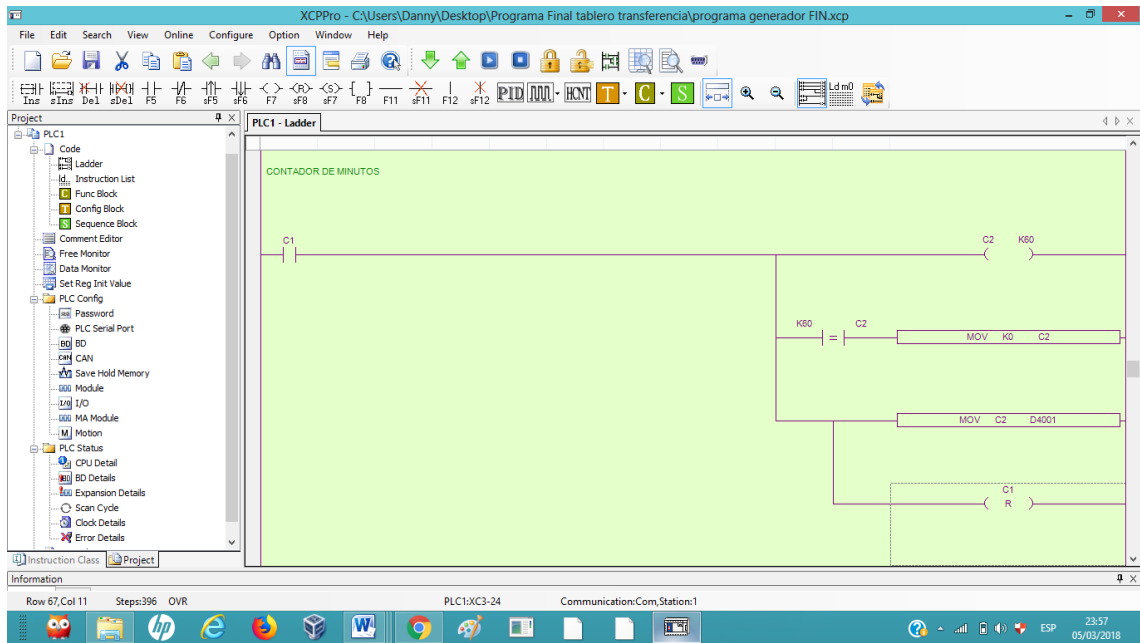 XCPPro - C:\Users\Danny\Desktop\Programa Final tablero transferencia\programa generador FIN.xcp
File Edit Search View Online Configure Option Window Help
Ins sIns Del sDel F5 F6 sF5 sF6 F7 sF8 sF7 F8 F11 sF11 F12 sF12 PID HCNT T C S Ld m0
Project
PLC1 - Ladder
PLC1
Code
Ladder
Instruction List
Func Block
Config Block
Sequence Block
Comment Editor
Free Monitor
Data Monitor
Set Reg Init Value
PLC Config
Password
PLC Serial Port
BD BD
CAN CAN
Save Hold Memory
Module
I/O I/O
MA Module
M Motion
PLC Status
CPU Detail
BD Details
Expansion Details
Scan Cycle
Clock Details
Error Details
Instruction Class Project
CONTADOR DE MINUTOS
C1
C2 K60
K60 = C2 MOV K0 C2
MOV C2 D4001
C1
R
Information
Row 67,Col 11 Steps:396 OVR PLC1:XC3-24 Communication:Com,Station:1
ESP 23:57
05/03/2018